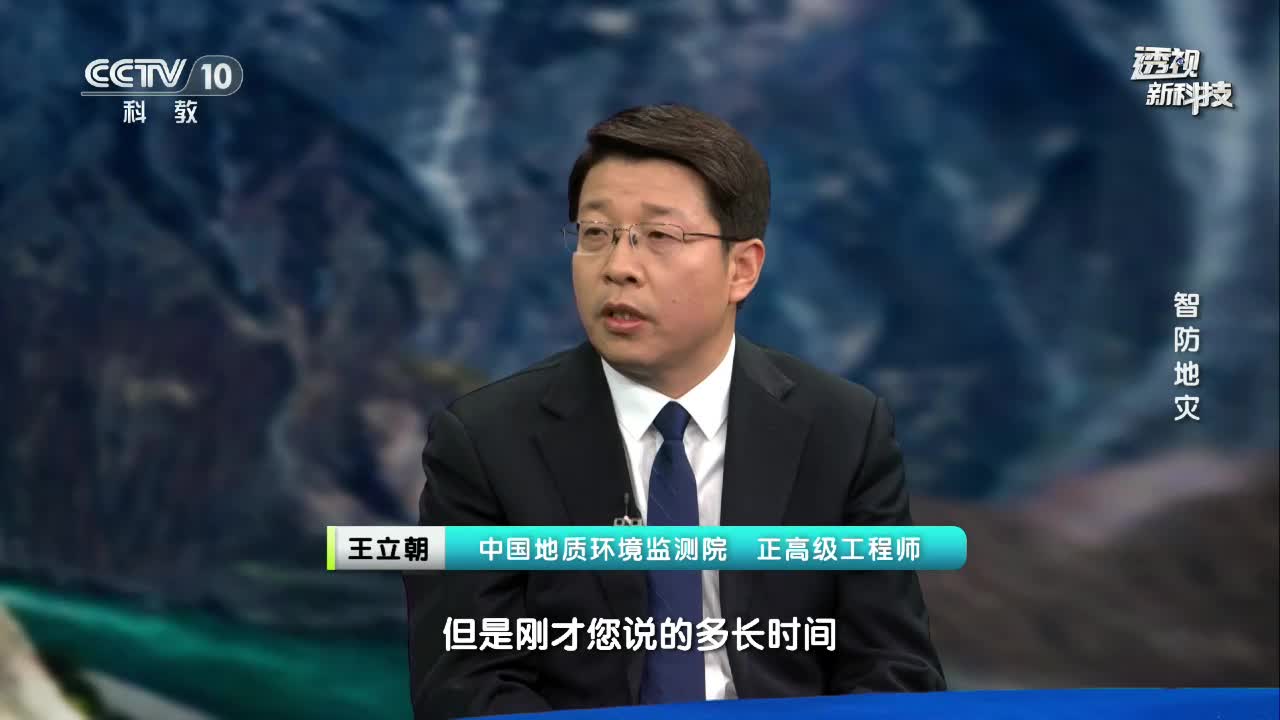 CCTV 10
科教
透视
新科技
智防地灾
王立朝 中国地质环境监测院 正高级工程师
但是刚才您说的多长时间